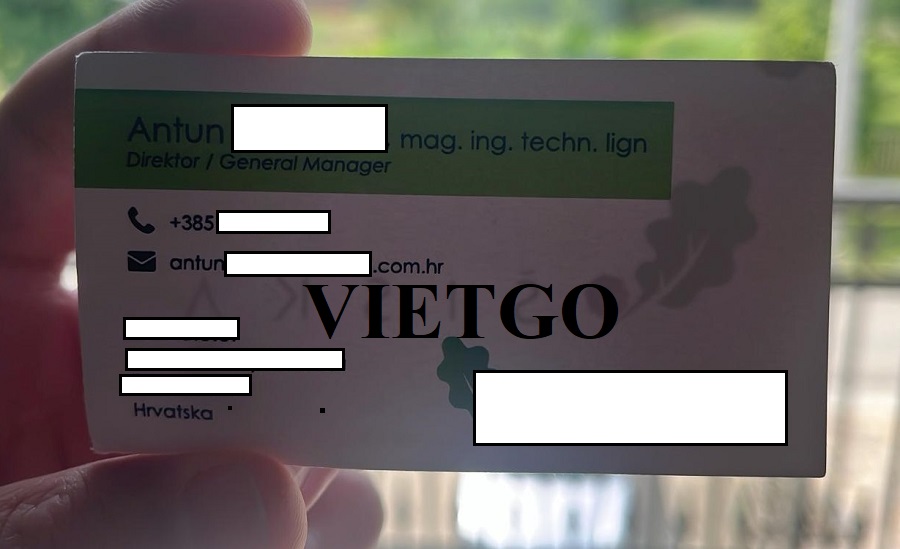 Antun mag. ing. techn. lign
Direktor / General Manager
+385
antun .com.hr
VIETGO
Hrvatska